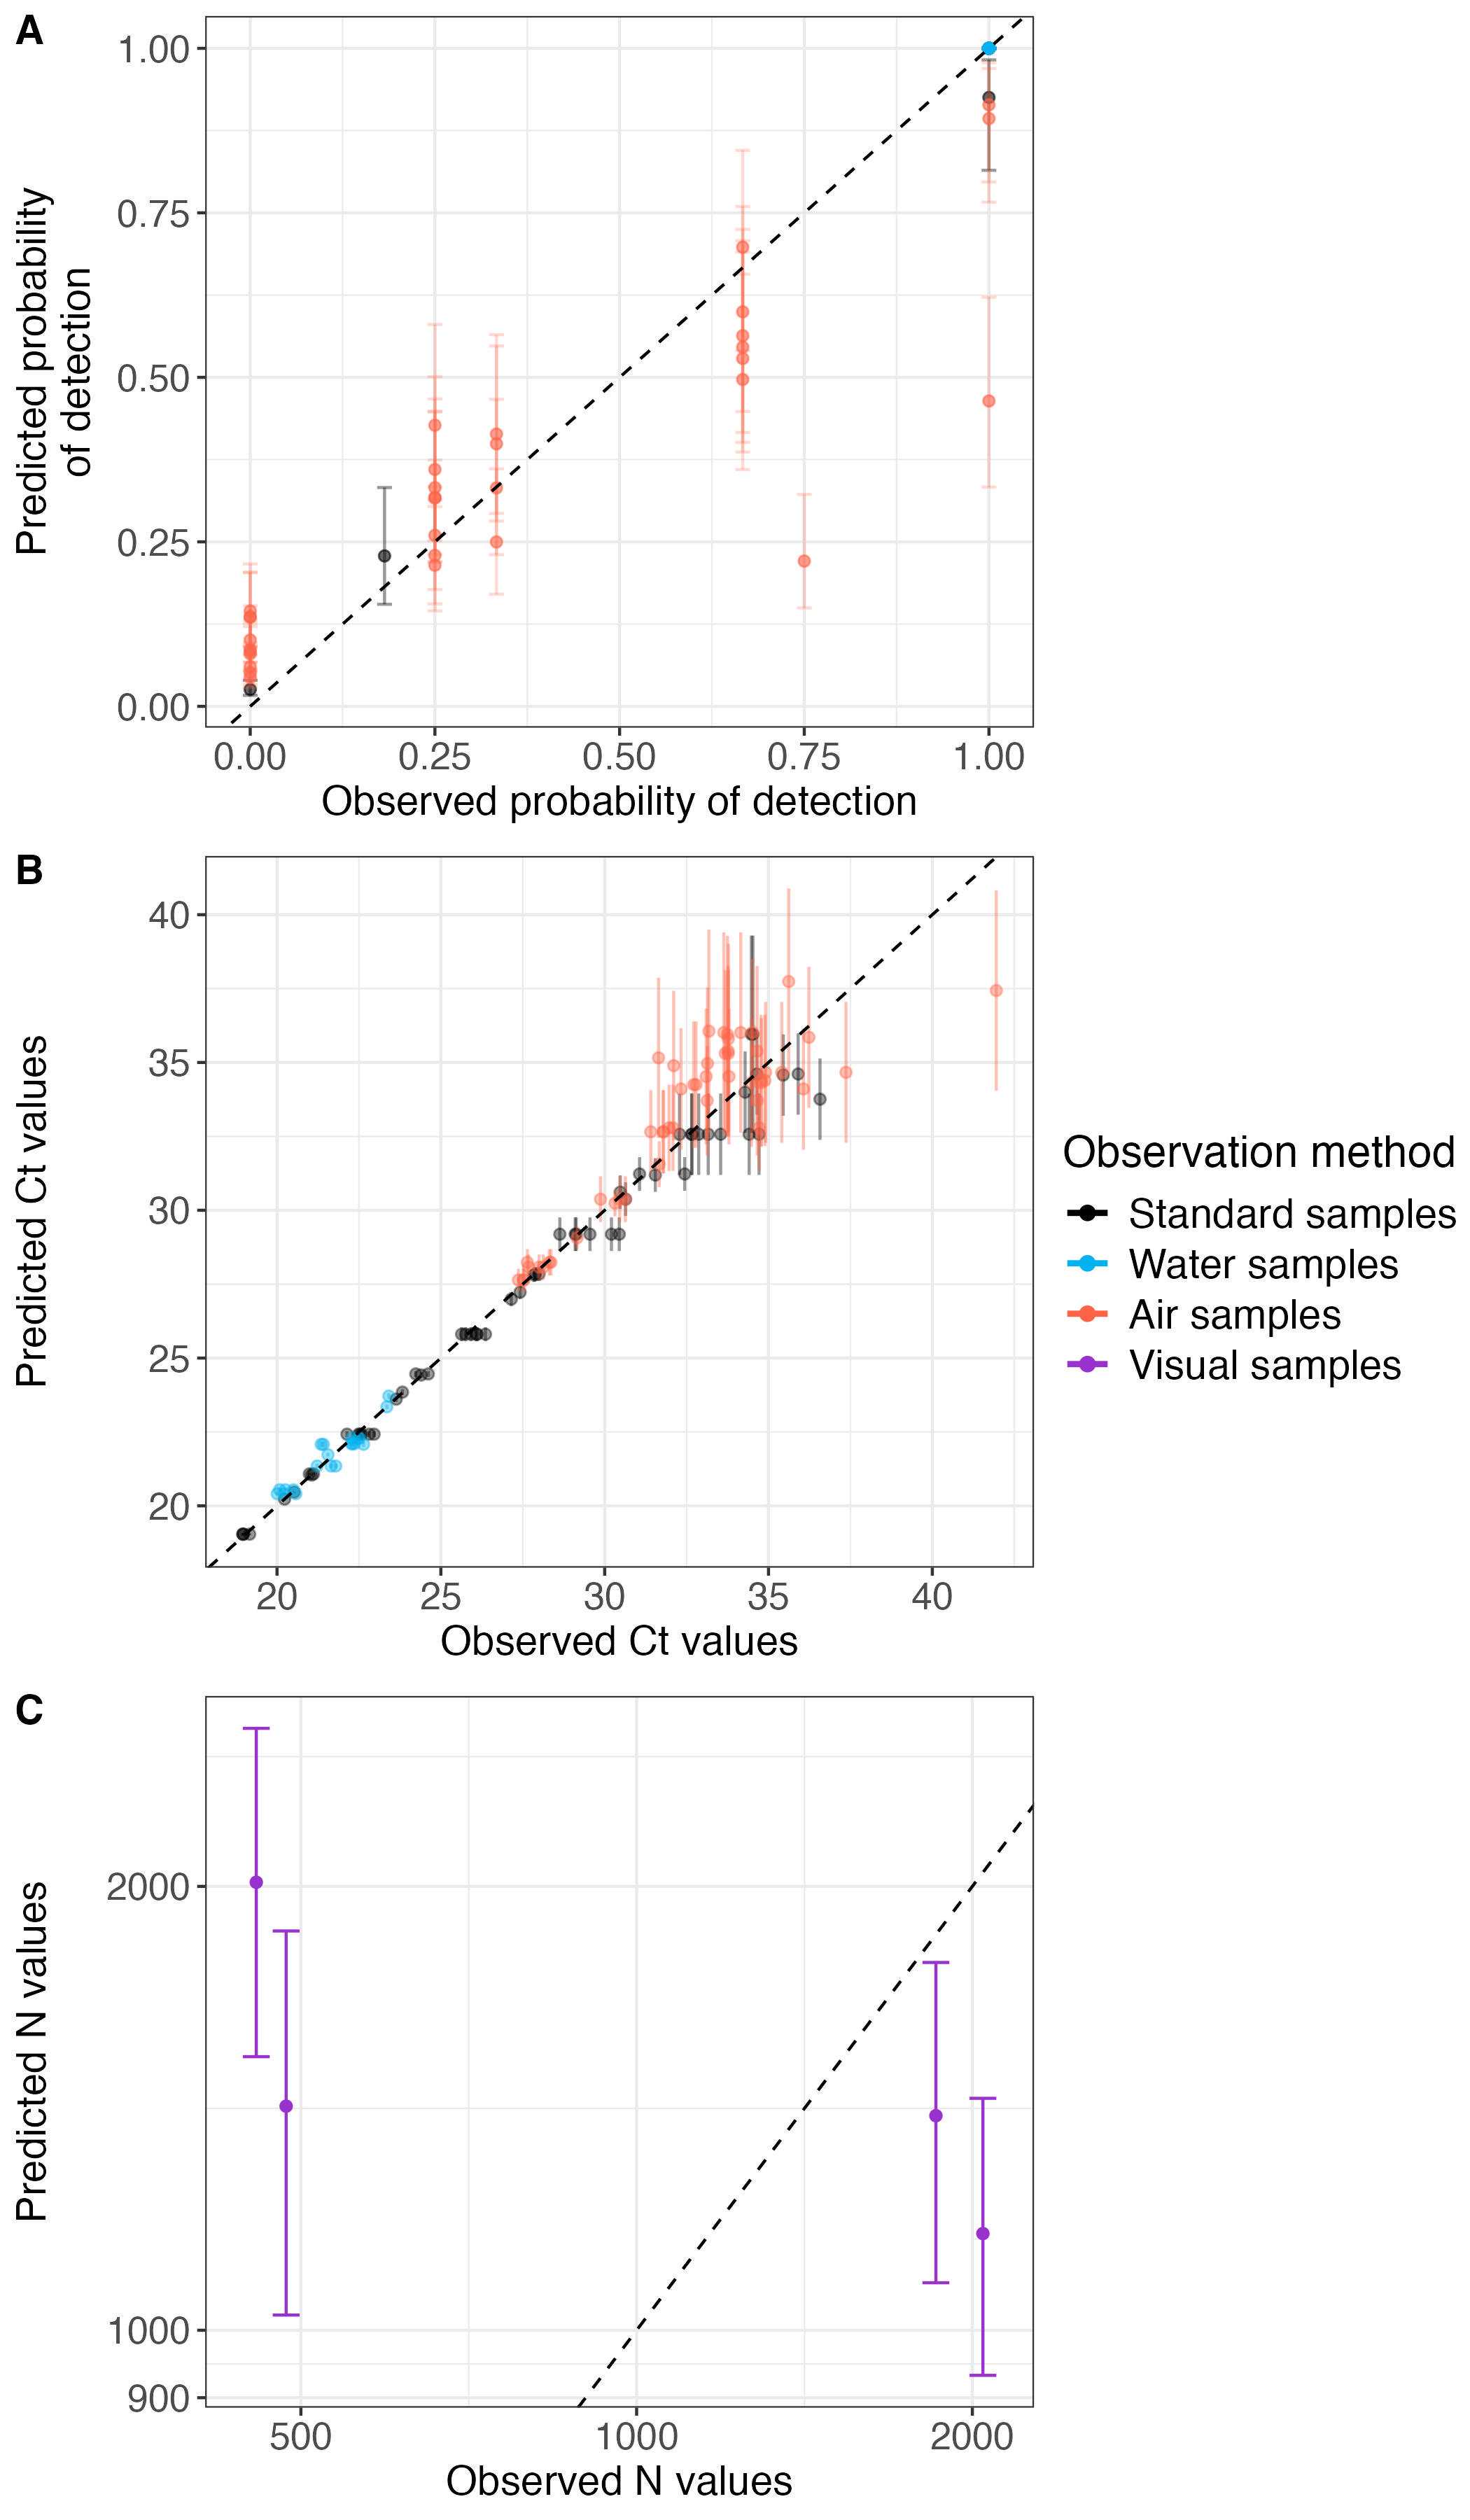 A
1.00
0.75
0.50
0.25
0.00
Predicted probability
of detection
0.00 0.25 0.50 0.75 1.00
Observed probability of detection
B
40
35
30
25
20
Predicted Ct values
20 25 30 35 40
Observed Ct values
Observation method
Standard samples
Water samples
Air samples
Visual samples
C
2000
1000
900
Predicted N values
500 1000 2000
Observed N values